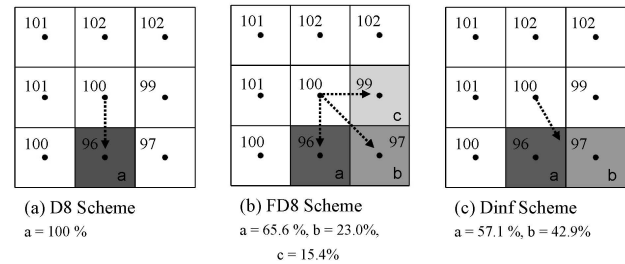 101 102 102 101 102 102 101 102 102
101 100 99 101 100 99 101 100 99
c
100 96 97 100 96 97 100 96 97
a a b a b
(a) D8 Scheme (b) FD8 Scheme (c) Dinf Scheme
a = 100 % a = 65.6 %, b = 23.0%, a = 57.1 %, b = 42.9%
c = 15.4%